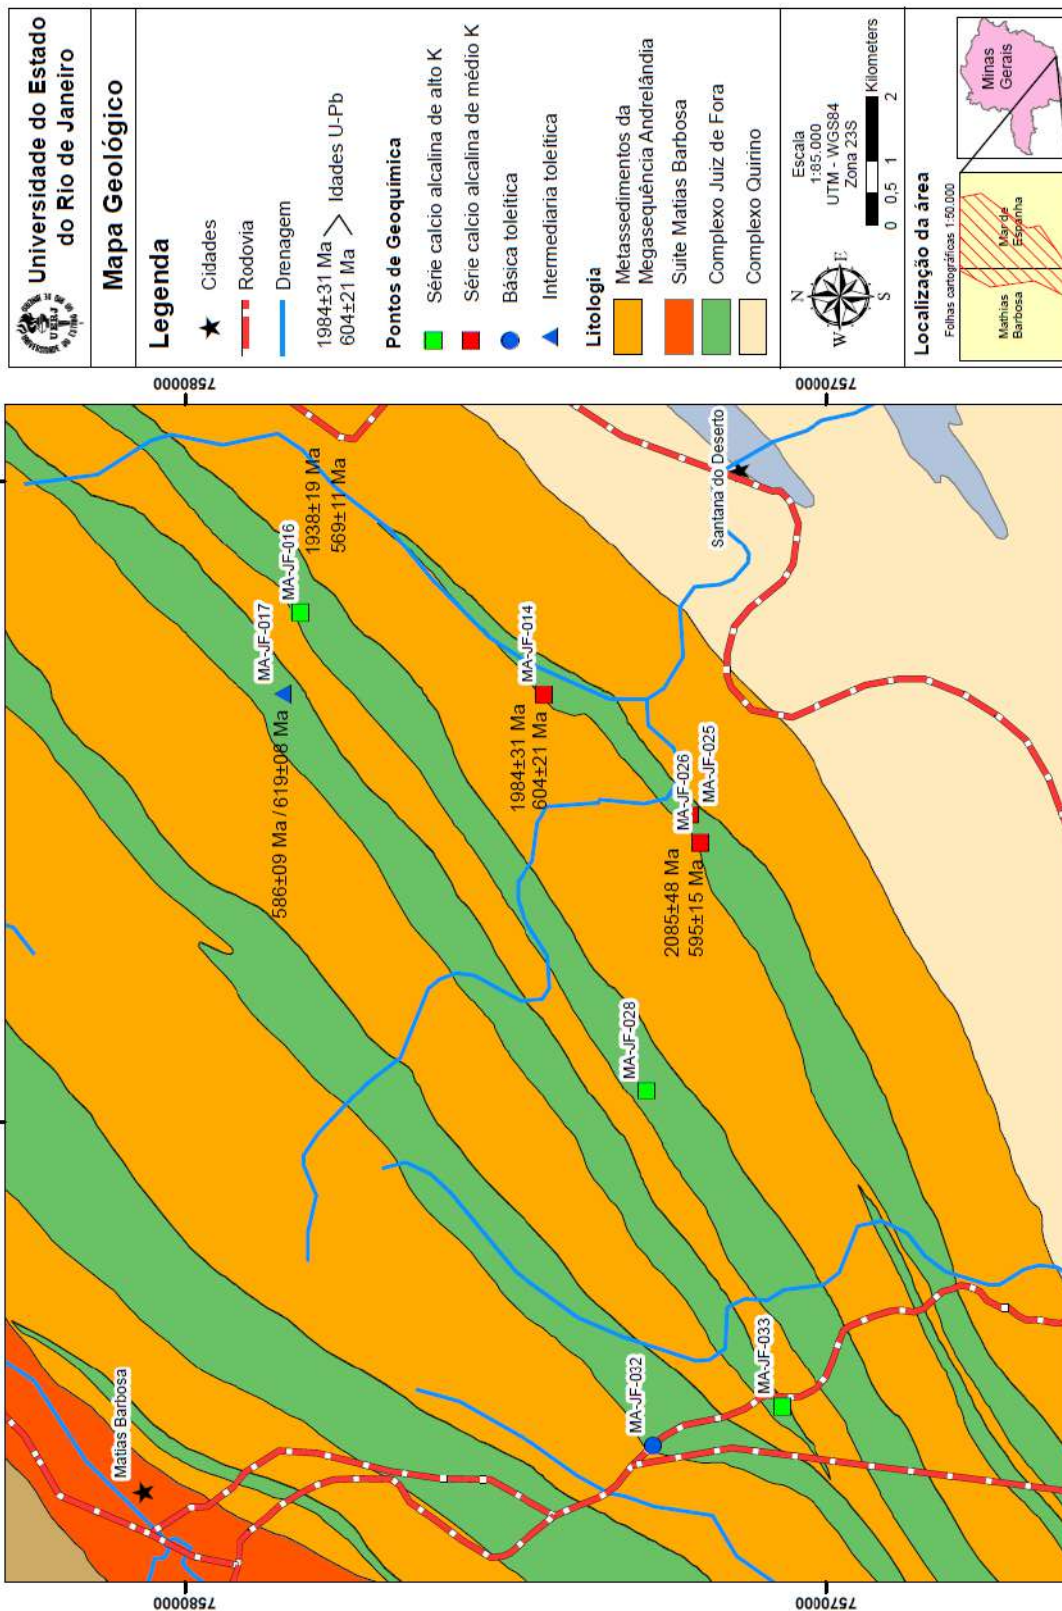 Universidade do Estado
do Rio de Janeiro
Mapa Geológico
Legenda
Cidades
Rodovia
Drenagem
1984±31 Ma
604±21 Ma
Idades U-Pb
Pontos de Geoquímica
Série calcio alcalina de alto K
Série calcio alcalina de médio K
Básica toleítica
Intermediaria toleítica
Litologia
Metassedimentos da
Megasequência Andrelândia
Suite Matias Barbosa
Complexo Juiz de Fora
Complexo Quirino
N
W
E
S
Escala
1:85.000
UTM - WGS84
Zona 23S
0 0,5 1 2 Kilometers
Localização da área
Folhas cartográficas 1:50.000
Mathias
Barbosa
Mar de
Espanha
Minas
Gerais
7580000
7570000
7580000
7570000
Matias Barbosa
MA-JF-017
586±09 Ma / 619±08 Ma
MA-JF-016
1938±19 Ma
569±11 Ma
MA-JF-014
1984±31 Ma
604±21 Ma
MA-JF-026
MA-JF-025
2085±48 Ma
595±15 Ma
MA-JF-028
MA-JF-032
MA-JF-033
Santana do Deserto